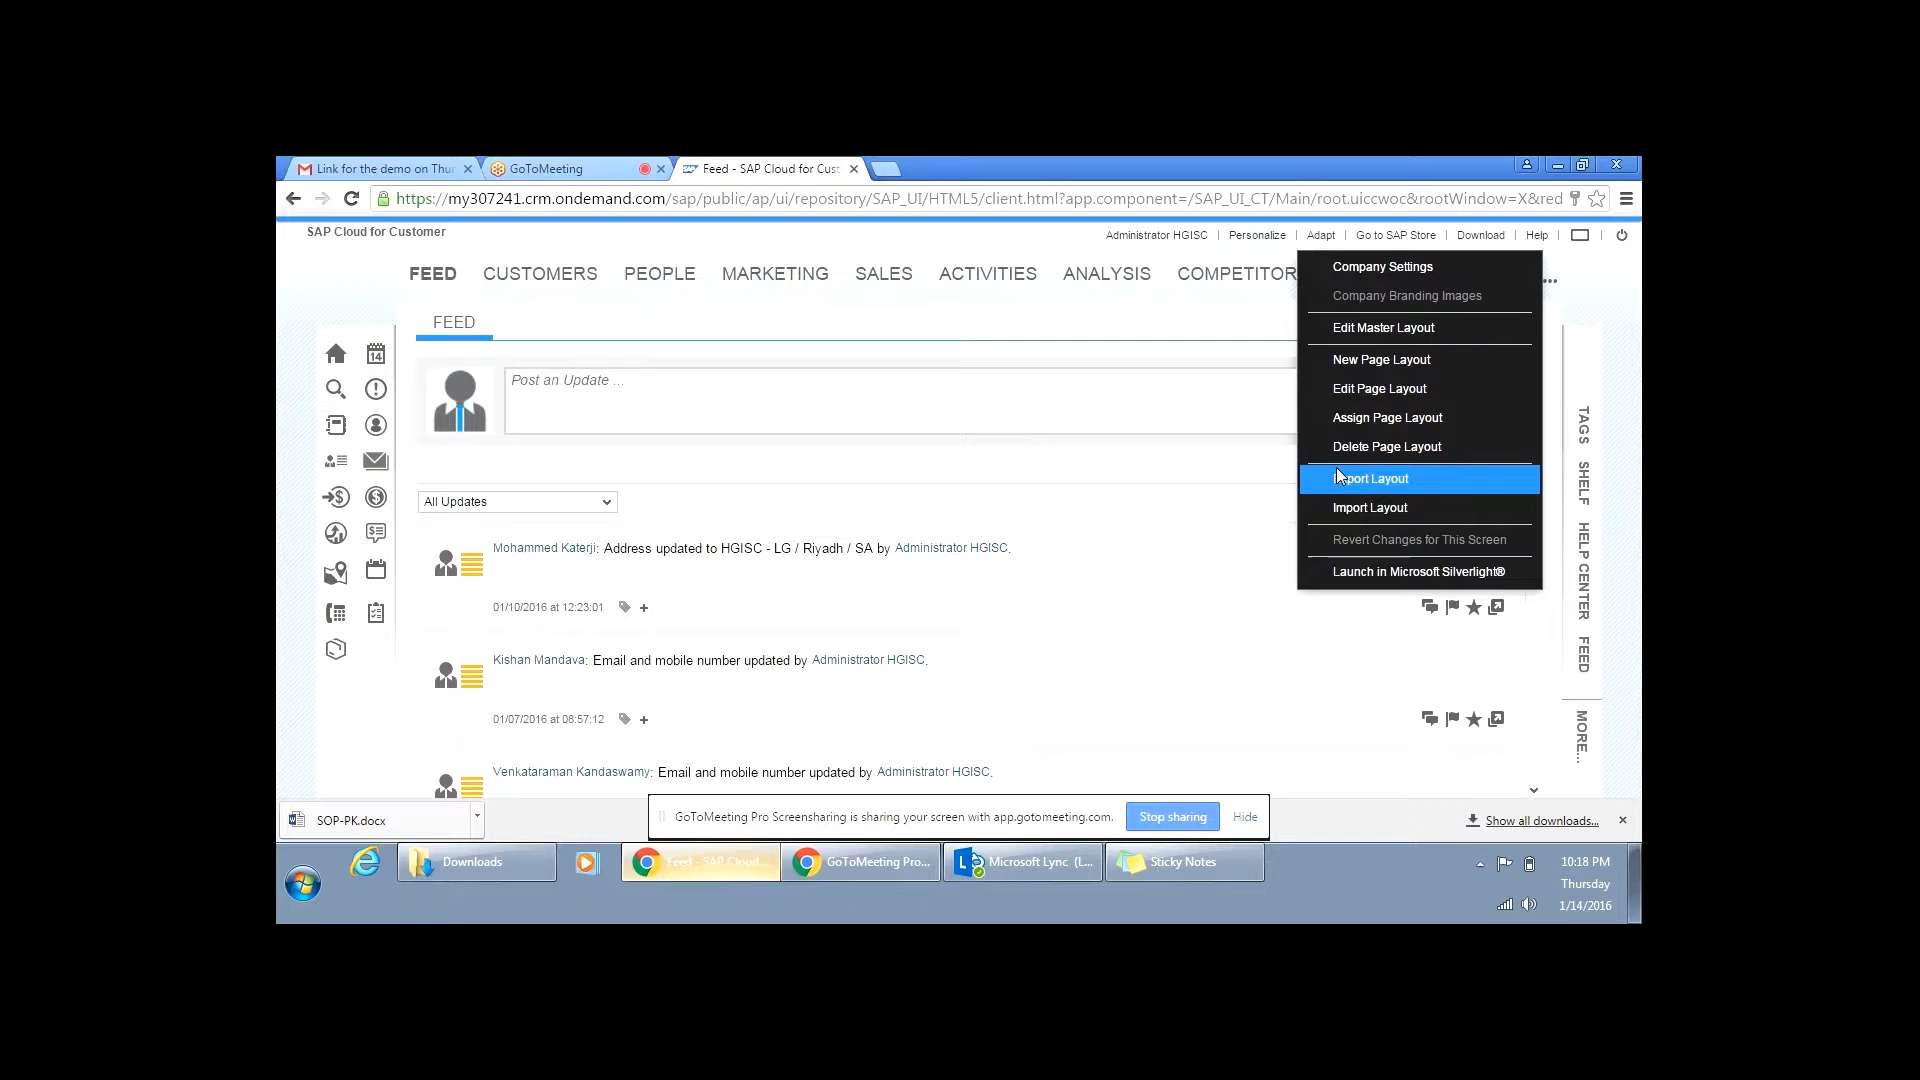 Link for the demo on Thur
GoToMeeting
Feed - SAP Cloud for Cust
https://my307241.crm.ondemand.com/sap/public/ap/ui/repository/SAP_UI/HTML5/client.html?app.component=/SAP_UI_CT/Main/root.uiccwoc&rootWindow=X&red
SAP Cloud for Customer
Administrator HGISC | Personalize | Adapt | Go to SAP Store | Download | Help
FEED CUSTOMERS PEOPLE MARKETING SALES ACTIVITIES ANALYSIS COMPETITOR
...
Company Settings
Company Branding Images
Edit Master Layout
New Page Layout
Edit Page Layout
Assign Page Layout
Delete Page Layout
port Layout
Import Layout
Revert Changes for This Screen
Launch in Microsoft Silverlight®
FEED
14
Post an Update ...
All Updates
Mohammed Katerji: Address updated to HGISC - LG / Riyadh / SA by Administrator HGISC.
01/10/2016 at 12:23:01
Kishan Mandava: Email and mobile number updated by Administrator HGISC.
01/07/2016 at 08:57:12
Venkataraman Kandaswamy: Email and mobile number updated by Administrator HGISC.
TAGS
SHELF
HELP CENTER
FEED
MORE...
SOP-PK.docx
GoToMeeting Pro Screensharing is sharing your screen with app.gotomeeting.com.
Stop sharing
Hide
Show all downloads...
Downloads
Feed - SAP Cloud...
GoToMeeting Pro...
Microsoft Lync (L...
Sticky Notes
10:18 PM
Thursday
1/14/2016